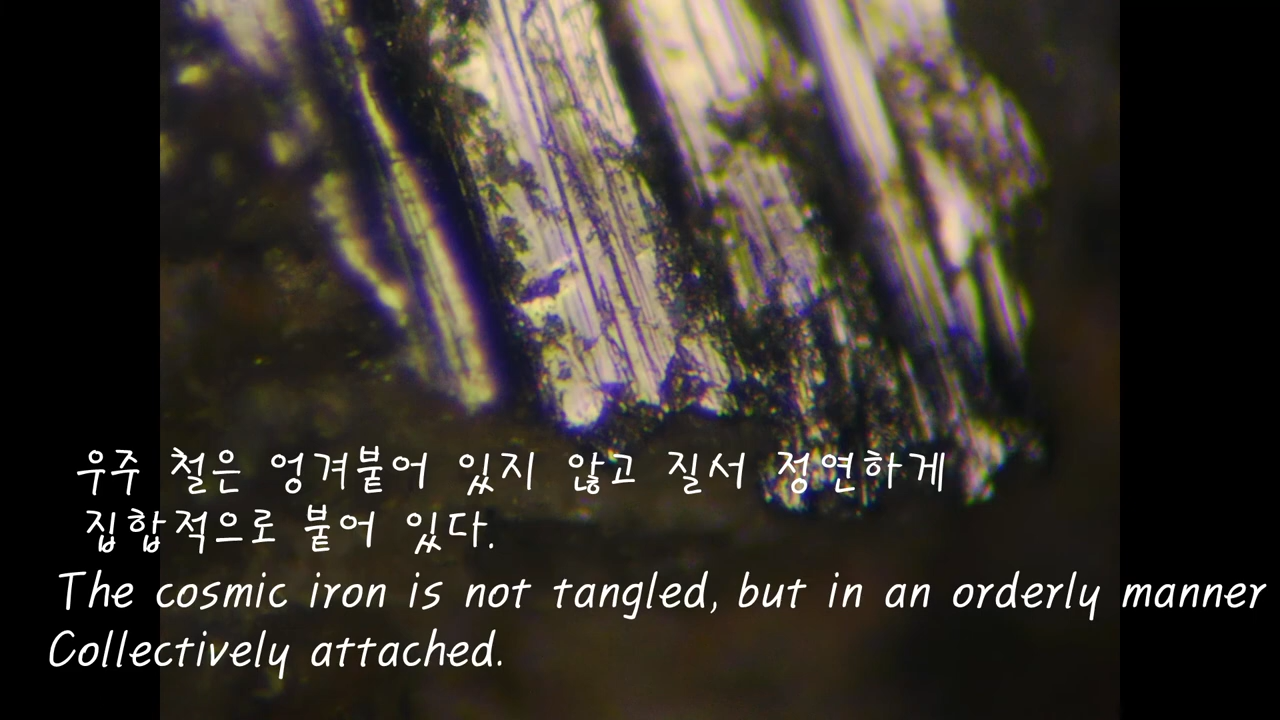 우주 철은 엉겨붙어 있지 않고 질서 정연하게
집합적으로 붙어 있다.
The cosmic iron is not tangled, but in an orderly manner
Collectively attached.